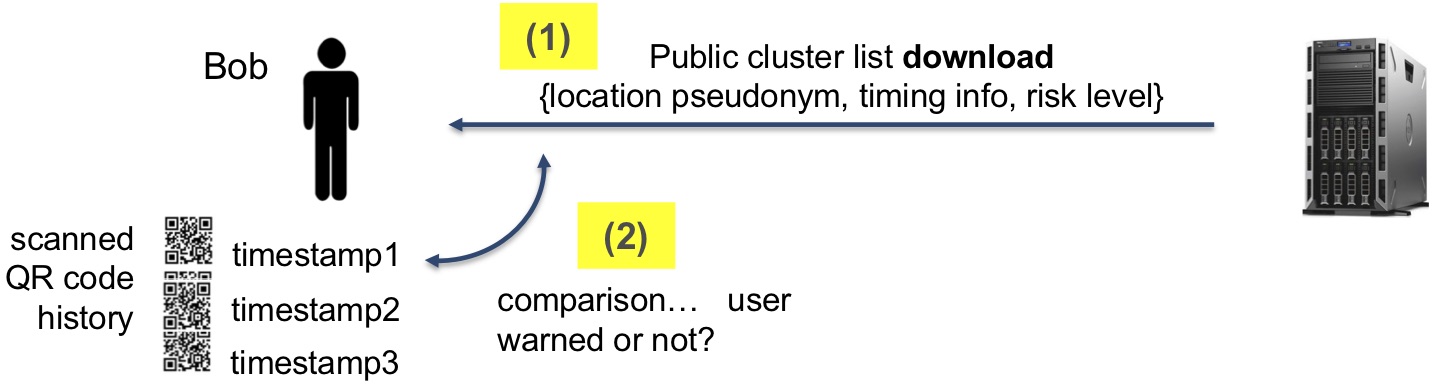 Bob
(1)
Public cluster list download
{location pseudonym, timing info, risk level}
scanned
QR code
history
timestamp1
timestamp2
timestamp3
(2)
comparison… user
warned or not?